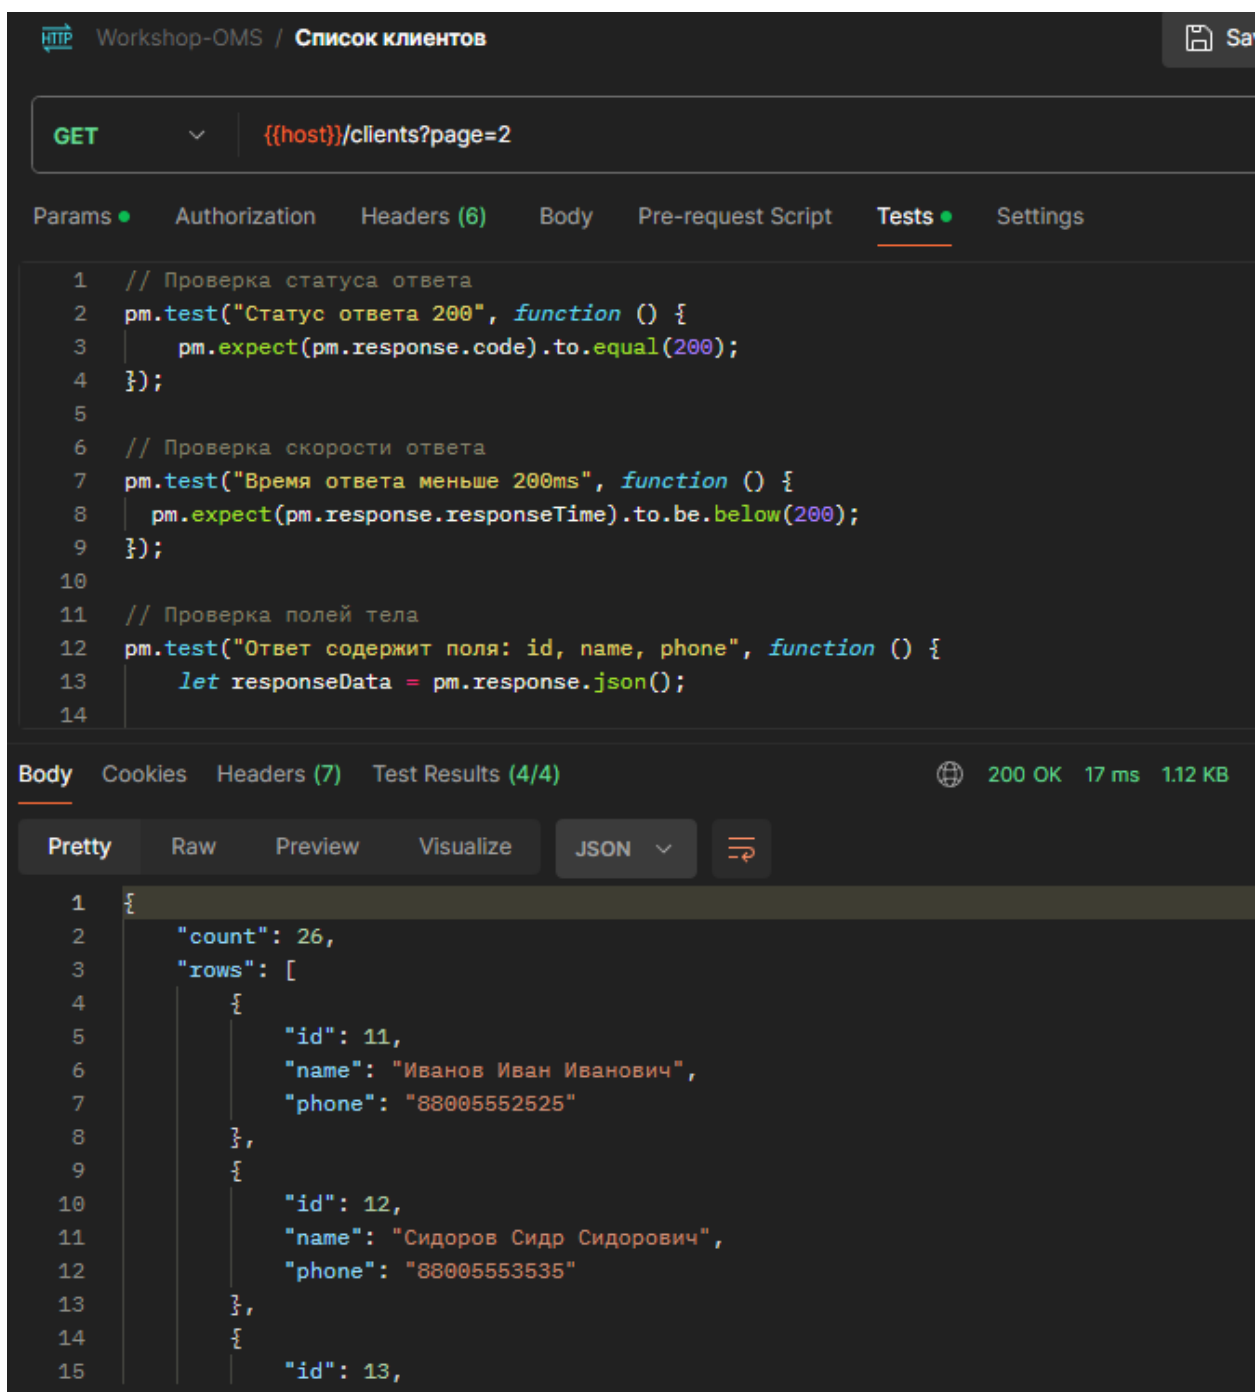 HTTP Workshop-OMS / Список клиентов
GET {{host}}/clients?page=2
Params Authorization Headers (6) Body Pre-request Script Tests Settings
1 // Проверка статуса ответа
2 pm.test("Статус ответа 200", function () {
3 pm.expect(pm.response.code).to.equal(200);
4 });
5
6 // Проверка скорости ответа
7 pm.test("Время ответа меньше 200ms", function () {
8 pm.expect(pm.response.responseTime).to.be.below(200);
9 });
10
11 // Проверка полей тела
12 pm.test("Ответ содержит поля: id, name, phone", function () {
13 let responseData = pm.response.json();
14
Body Cookies Headers (7) Test Results (4/4) 200 OK 17 ms 1.12 KB
Pretty Raw Preview Visualize JSON
1 {
2 "count": 26,
3 "rows": [
4 {
5 "id": 11,
6 "name": "Иванов Иван Иванович",
7 "phone": "88005552525"
8 },
9 {
10 "id": 12,
11 "name": "Сидоров Сидр Сидорович",
12 "phone": "88005553535"
13 },
14 {
15 "id": 13,